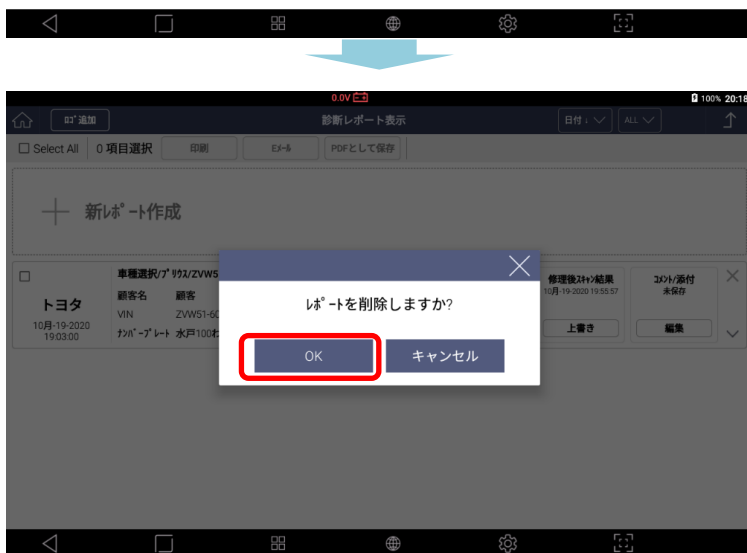 0.0V
100% 20:18
ﾛｺﾞ追加
診断レポート表示
日付↓
ALL
Select All
0 項目選択
印刷
Eﾒｰﾙ
PDFとして保存
新ﾚﾎﾟｰﾄ作成
トヨタ
10月-19-2020
19:03:00
車種選択/ﾌﾟﾘｳｽ/ZVW5
顧客名 顧客
VIN ZVW51-60
ﾅﾝﾊﾞｰﾌﾟﾚｰﾄ 水戸100わ
ﾚﾎﾟｰﾄを削除しますか?
OK
キャンセル
修理後ｽｷｬﾝ結果
10月-19-2020 19:55:57
上書き
ｺﾒﾝﾄ/添付
未保存
編集